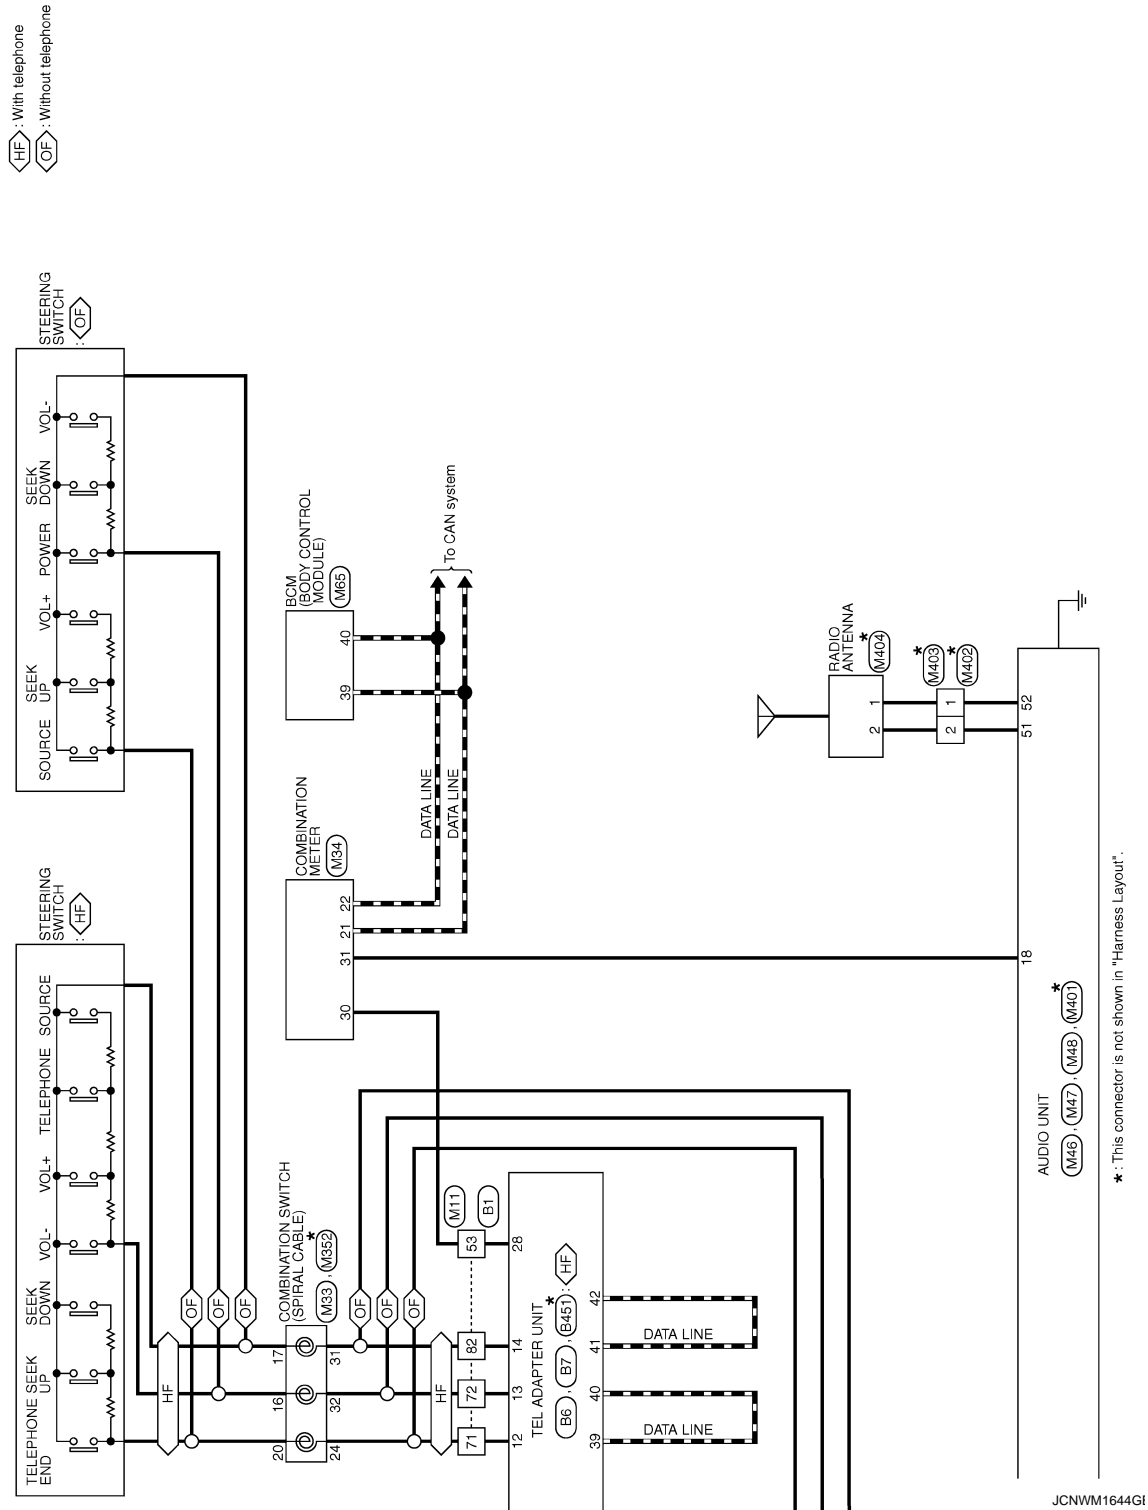 HF : With telephone
OF : Without telephone
STEERING
SWITCH
: HF
TELEPHONE
END
SEEK
UP
SEEK
DOWN
VOL-
VOL+
TELEPHONE
SOURCE
STEERING
SWITCH
: OF
SOURCE
SEEK
UP
VOL+
POWER
SEEK
DOWN
VOL-
HF
OF
OF
OF
20
16
17
COMBINATION SWITCH
(SPIRAL CABLE)
M33 , *M352
24
32
31
OF
OF
OF
HF
COMBINATION
METER
M34
30
31
21
22
BCM
(BODY CONTROL
MODULE)
M65
39
40
DATA LINE
DATA LINE
To CAN system
71
72
82
53
M11
B1
12
13
14
28
TEL ADAPTER UNIT
B6 , B7 , *B451 : HF
39
40
41
42
DATA LINE
DATA LINE
RADIO
ANTENNA
*M404
2
1
*M403
2
1
*M402
18
51
52
AUDIO UNIT
M46 , M47 , M48 , *M401
* : This connector is not shown in "Harness Layout".
JCNWM1644GI